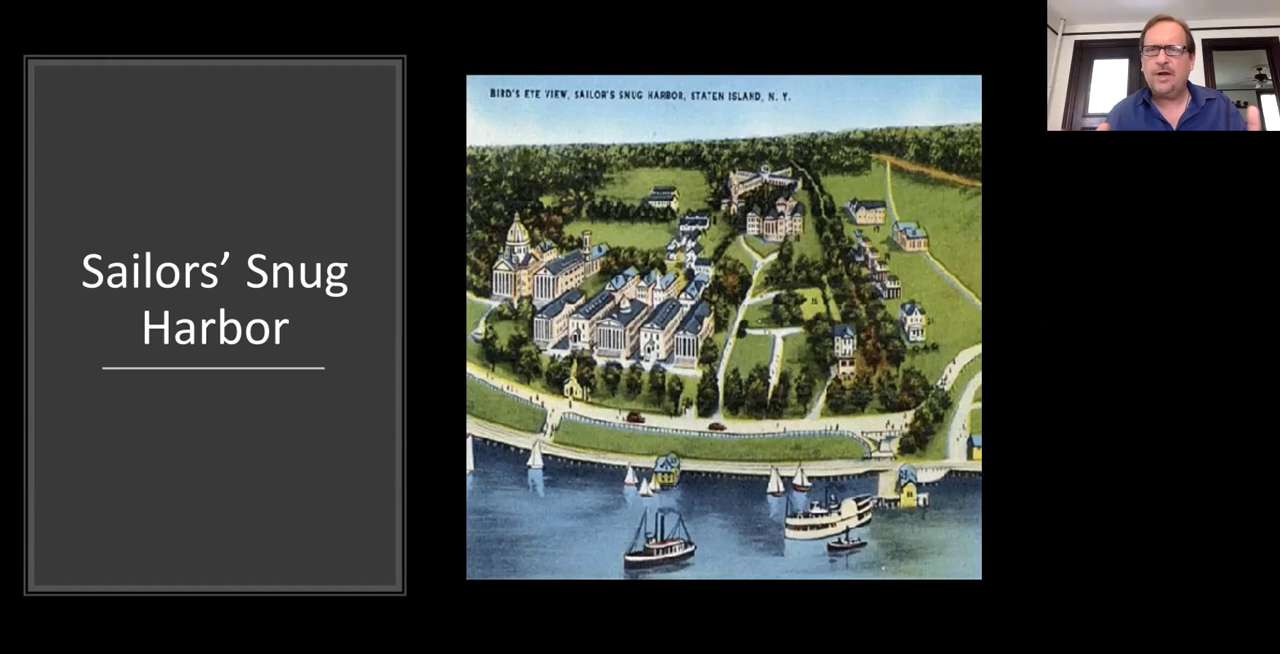 Sailors’ Snug
Harbor
BIRD'S EYE VIEW, SAILOR'S SNUG HARBOR, STATEN ISLAND, N. Y.